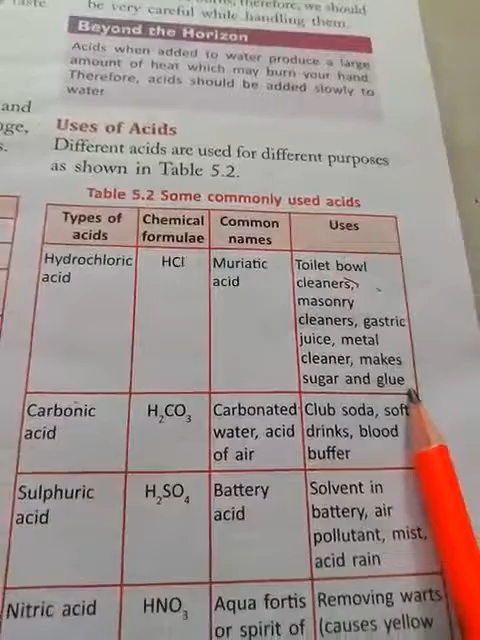 therefore, we should
be very careful while handling them.
Beyond the Horizon
Acids when added to water produce a large
amount of heat which may burn your hand.
Therefore, acids should be added slowly to
water
and
Uses of Acids
Different acids are used for different purposes
as shown in Table 5.2.
Table 5.2 Some commonly used acids
Types of acids
Chemical formulae
Common names
Uses
Hydrochloric
acid
HCl
Muriatic
acid
Toilet bowl
cleaners,
masonry
cleaners, gastric
juice, metal
cleaner, makes
sugar and glue
Carbonic
acid
H₂CO₃
Carbonated
water, acid
of air
Club soda, soft
drinks, blood
buffer
Sulphuric
acid
H₂SO₄
Battery
acid
Solvent in
battery, air
pollutant, mist,
acid rain
Nitric acid
HNO₃
Aqua fortis
or spirit of
Removing warts
(causes yellow